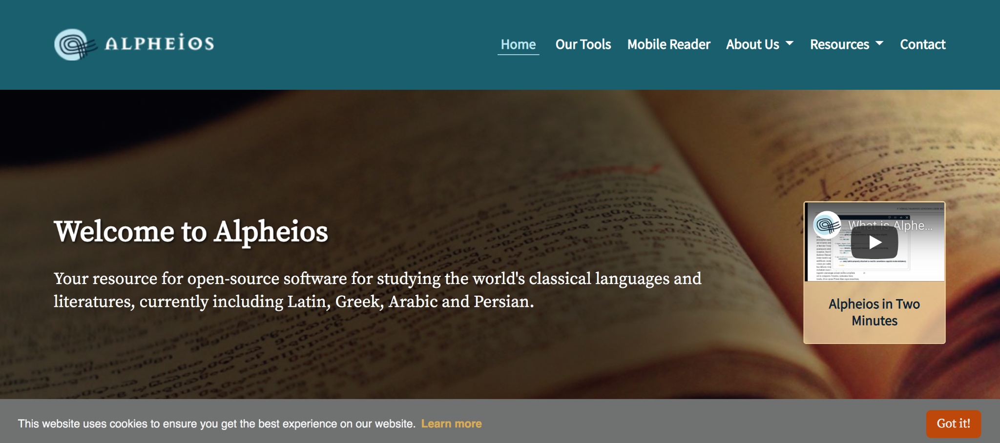 ALPHEIOS
Home Our Tools Mobile Reader About Us Resources Contact
Welcome to Alpheios
Your resource for open-source software for studying the world's classical languages and
literatures, currently including Latin, Greek, Arabic and Persian.
What is Alphe...
Alpheios in Two
Minutes
This website uses cookies to ensure you get the best experience on our website. Learn more
Got it!